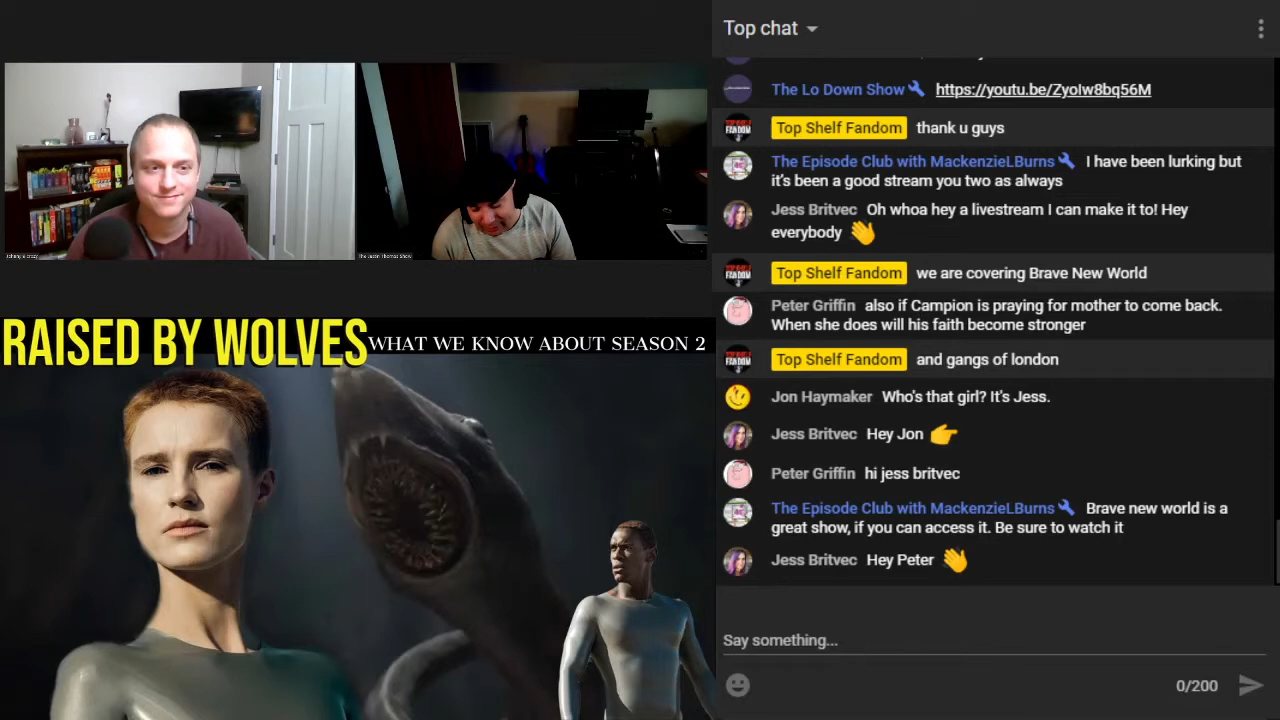 Top chat
The Lo Down Show https://youtu.be/ZyoIw8bq56M
Top Shelf Fandom thank u guys
The Episode Club with MackenzieLBurns I have been lurking but
it's been a good stream you two as always
Jess Britvec Oh whoa hey a livestream I can make it to! Hey
everybody
Top Shelf Fandom we are covering Brave New World
Peter Griffin also if Campion is praying for mother to come back.
When she does will his faith become stronger
Top Shelf Fandom and gangs of london
Jon Haymaker Who's that girl? It's Jess.
Jess Britvec Hey Jon
Peter Griffin hi jess britvec
The Episode Club with MackenzieLBurns Brave new world is a
great show, if you can access it. Be sure to watch it
Jess Britvec Hey Peter
Say something...
0/200
The Justin Thomas Show
RAISED BY WOLVES WHAT WE KNOW ABOUT SEASON 2